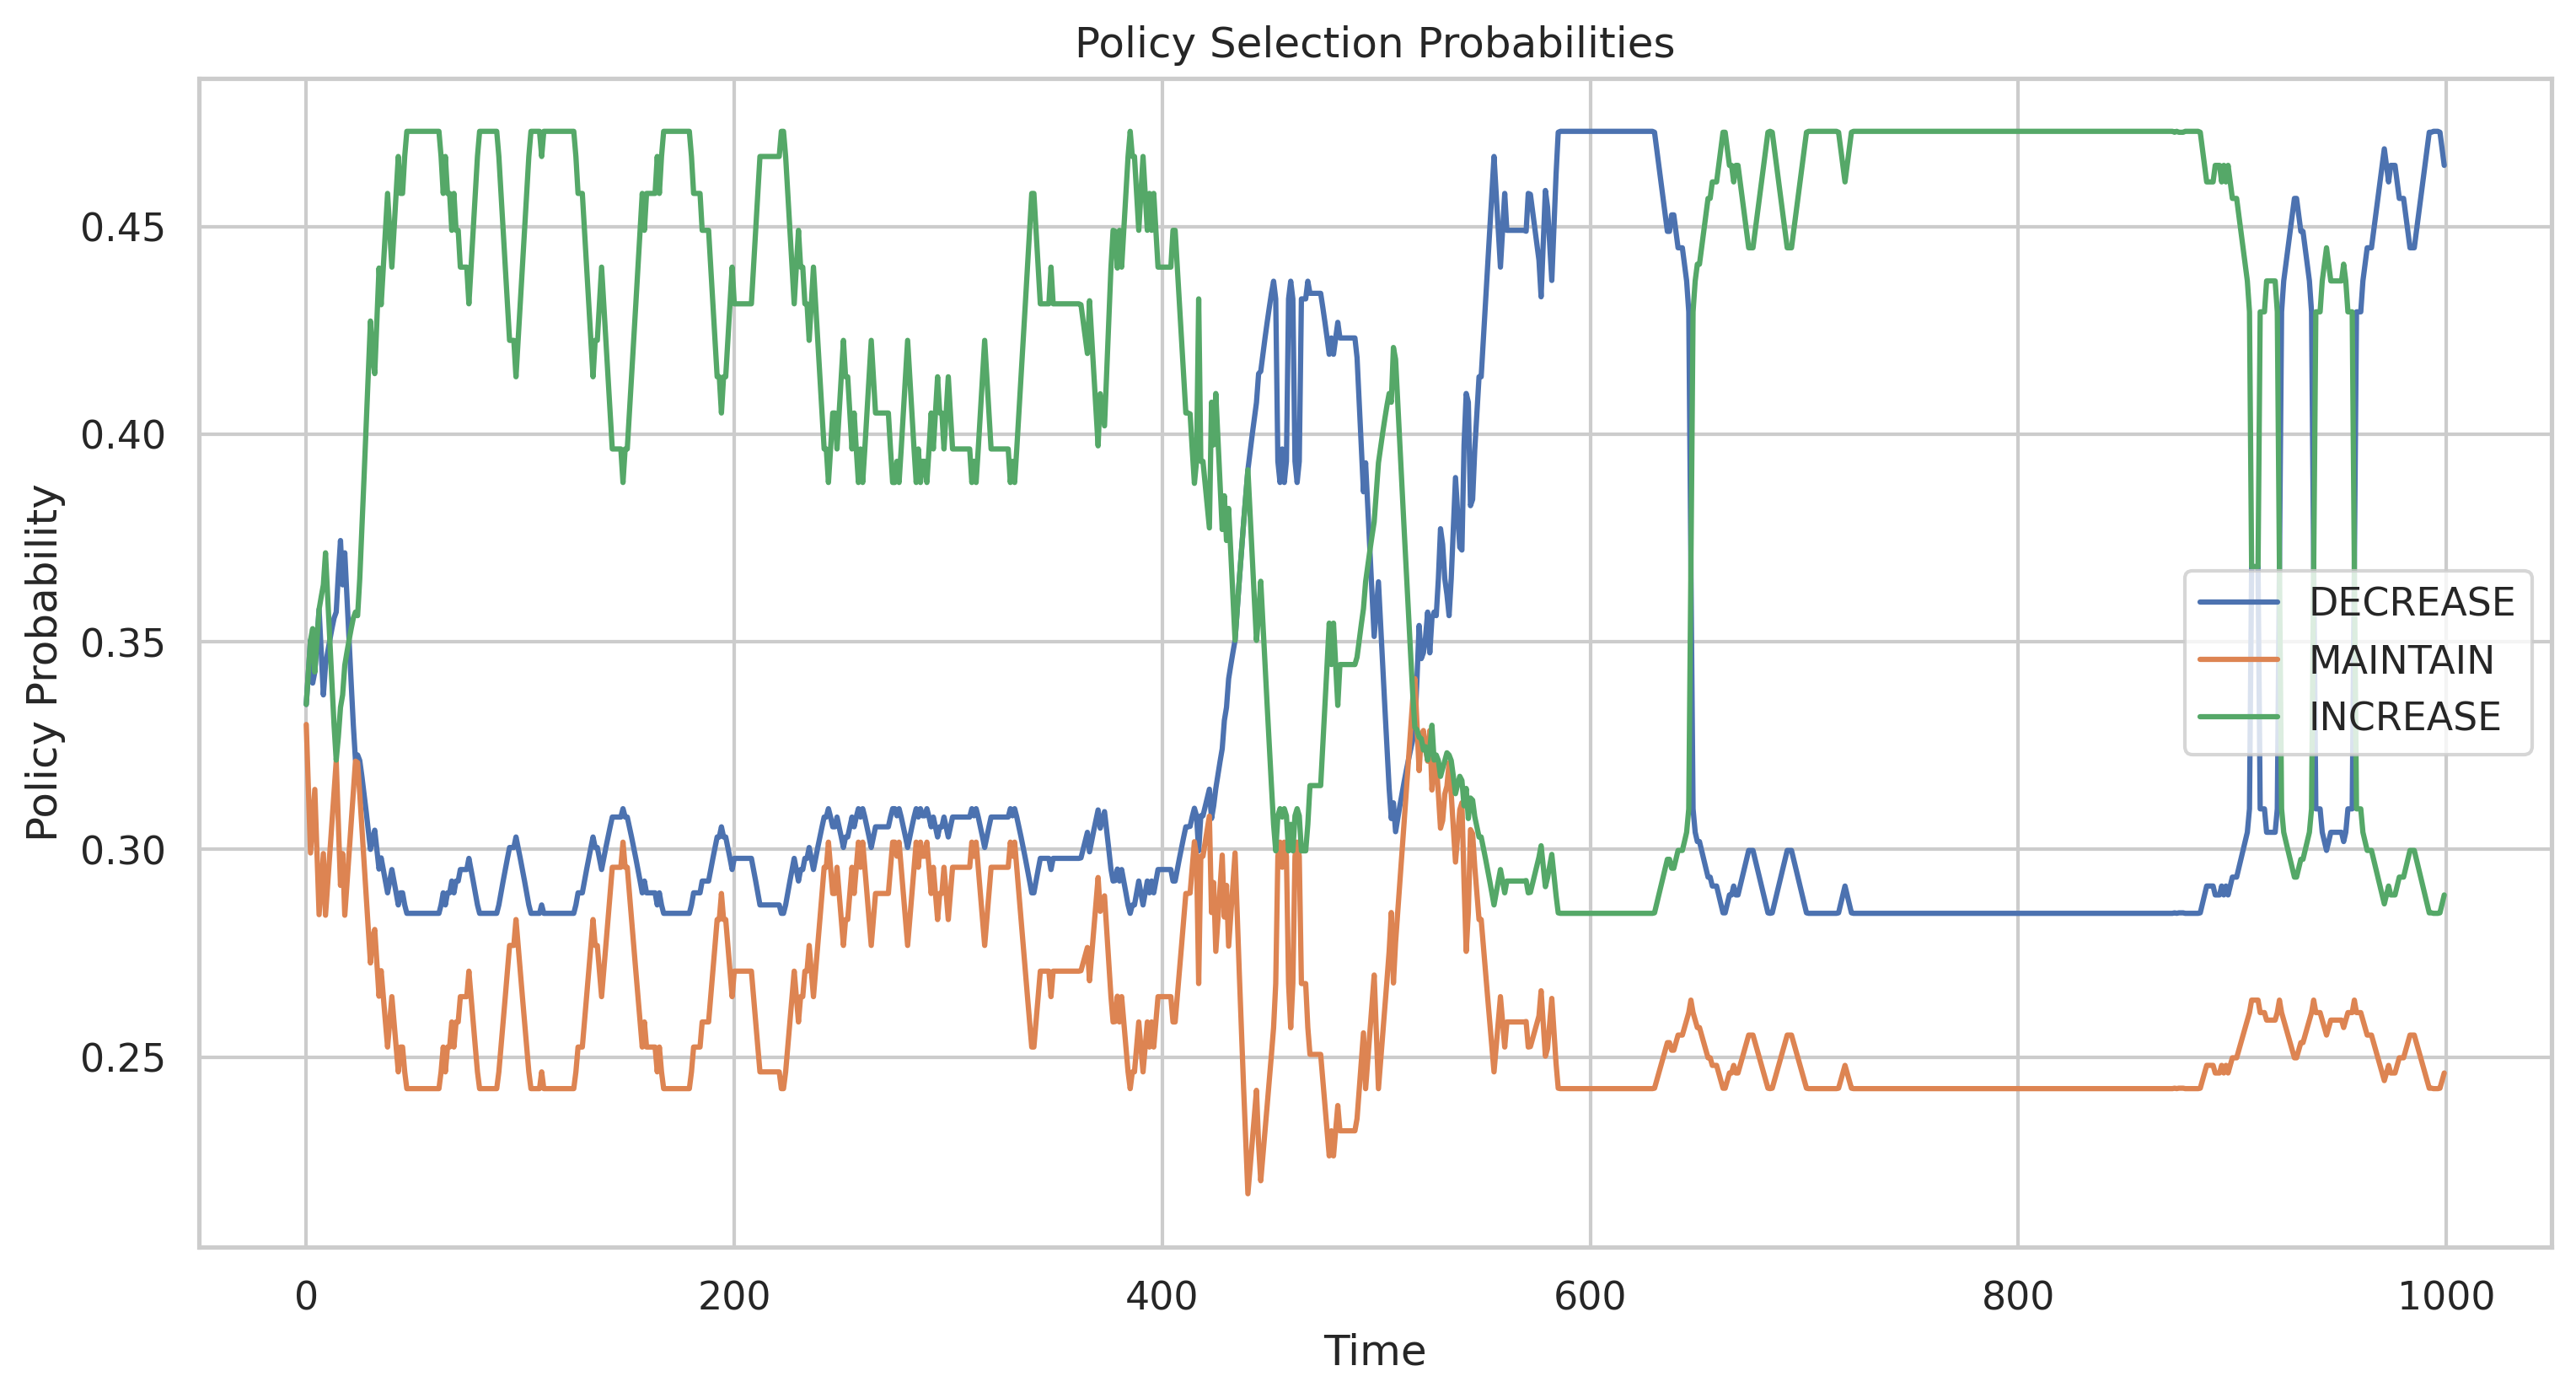 Policy Selection Probabilities
Policy Probability
0.45
0.40
0.35
0.30
0.25
DECREASE
MAINTAIN
INCREASE
0 200 400 600 800 1000
Time